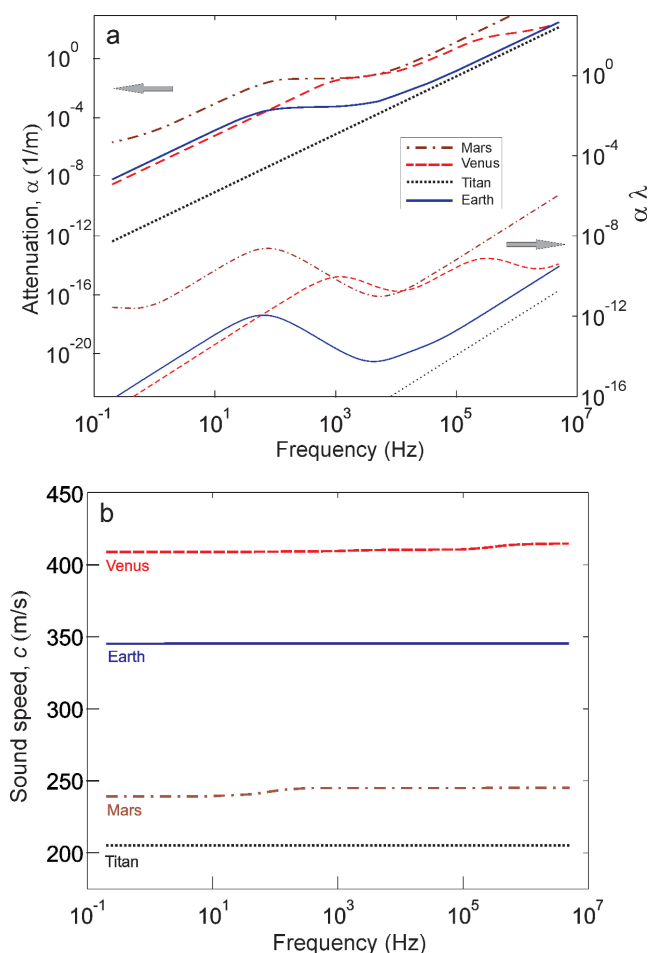 a
10^0
10^-4
10^-8
10^-12
10^-16
10^-20
Attenuation, α (1/m)
10^0
10^-4
10^-8
10^-12
10^-16
α λ
Mars
Venus
Titan
Earth
10^-1
10^1
10^3
10^5
10^7
Frequency (Hz)
b
450
400
350
300
250
200
Sound speed, c (m/s)
Venus
Earth
Mars
Titan
10^-1
10^1
10^3
10^5
10^7
Frequency (Hz)